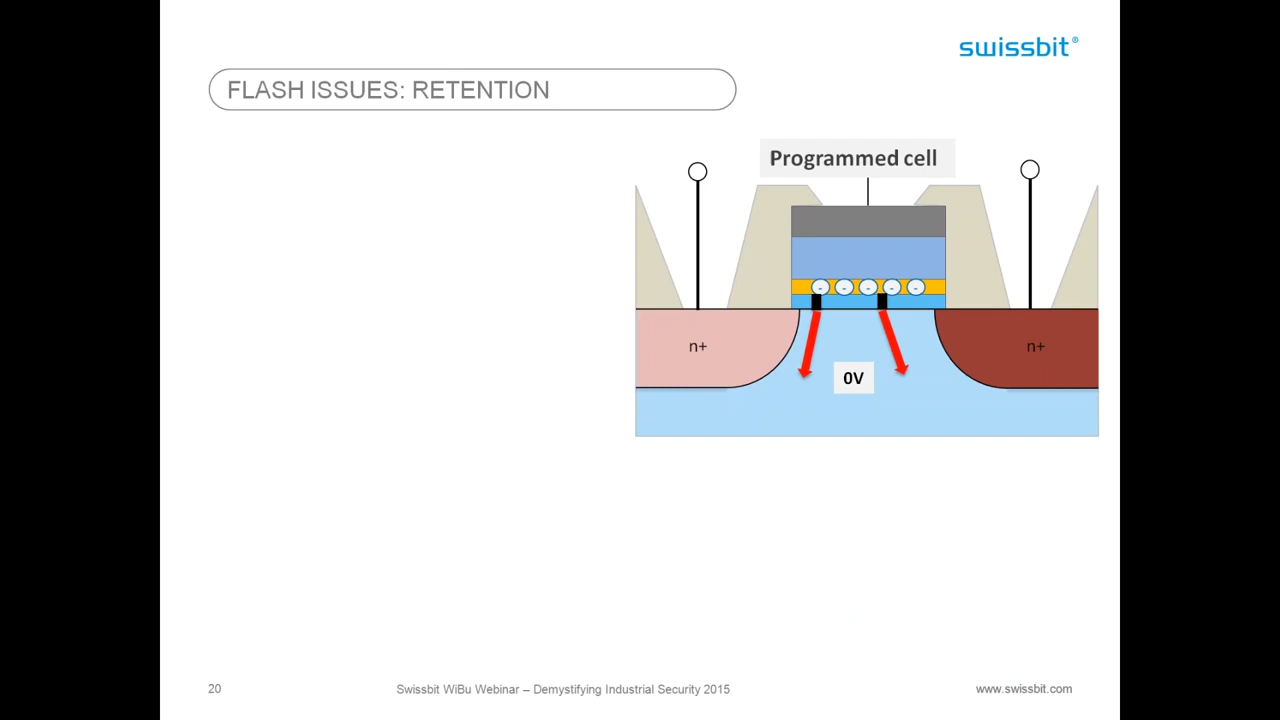 swissbit®
FLASH ISSUES: RETENTION
Programmed cell
- - - - -
n+
n+
0V
20
Swissbit WiBu Webinar – Demystifying Industrial Security 2015
www.swissbit.com